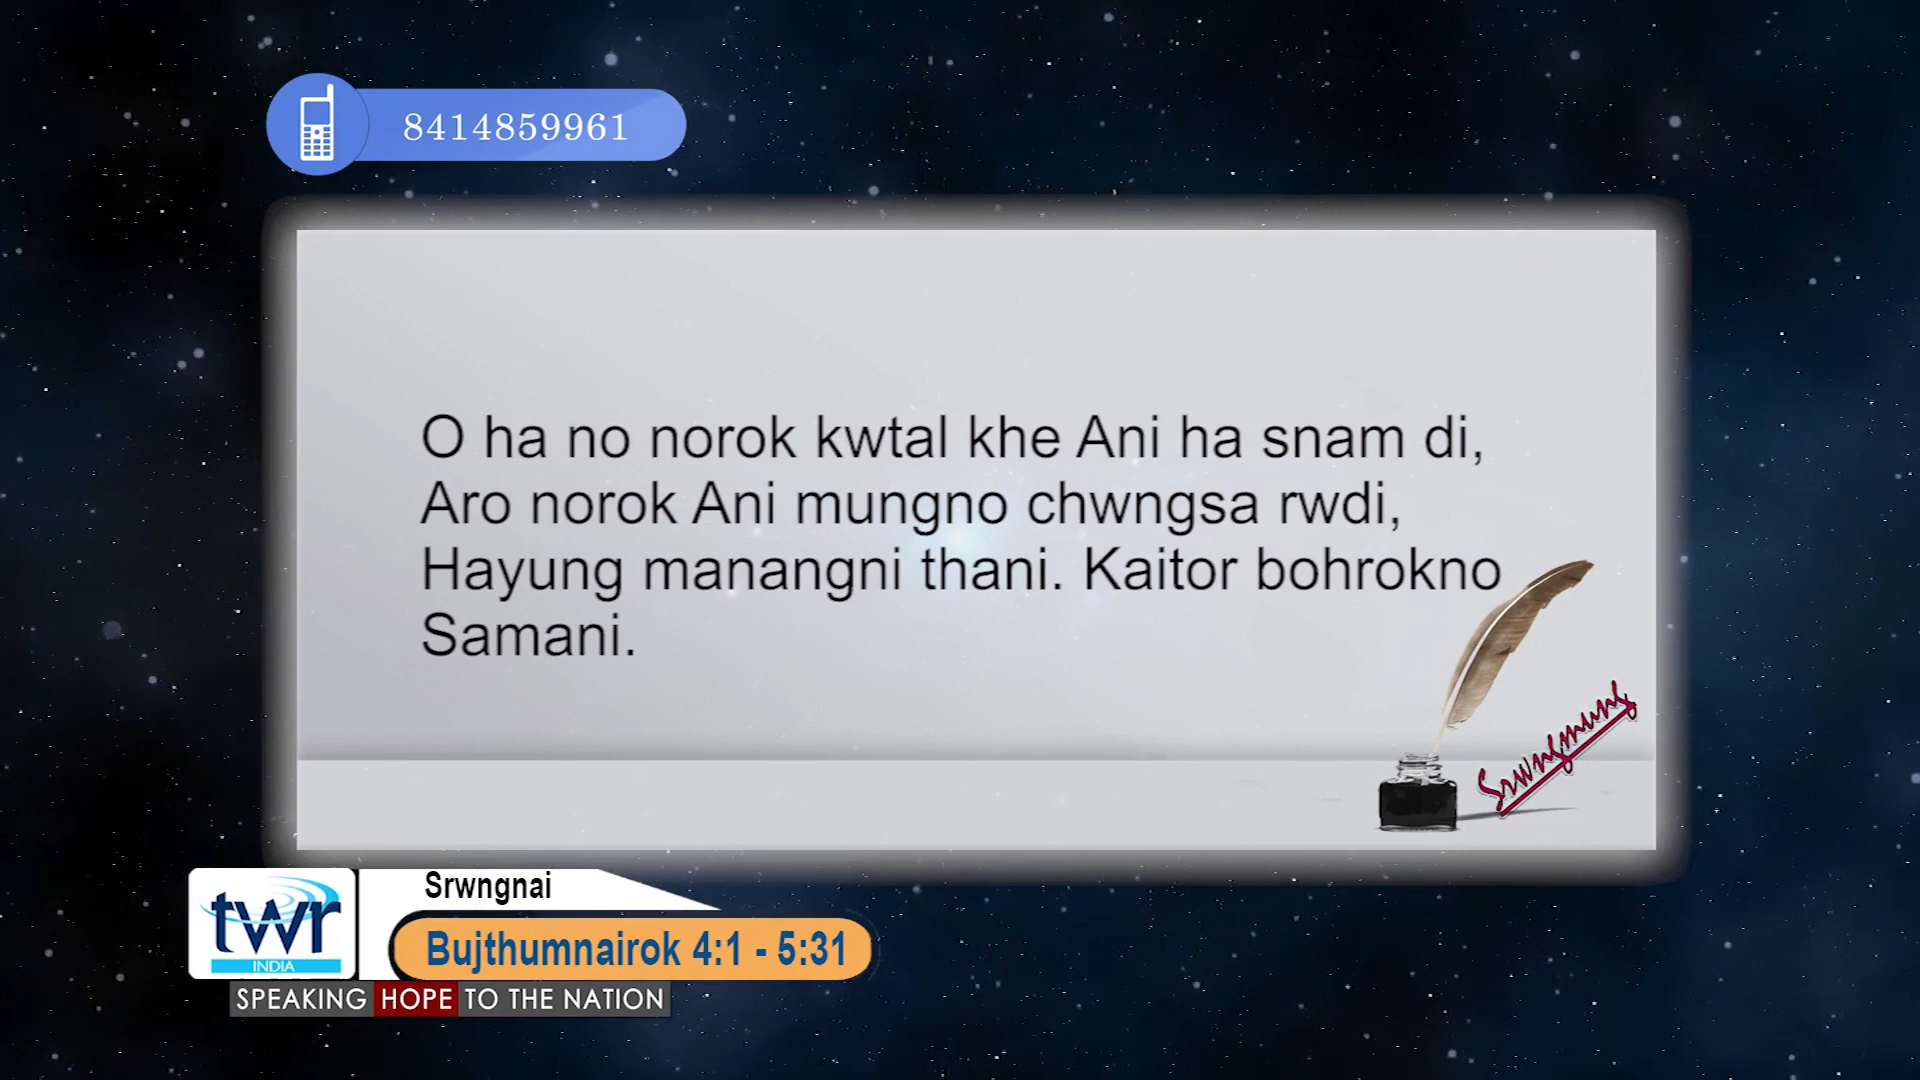 8414859961
O ha no norok kwtal khe Ani ha snam di,
Aro norok Ani mungno chwngsa rwdi,
Hayung manangni thani. Kaitor bohrokno
Samani.
Srwngmung
twr
INDIA
Srwngnai
Bujthumnairok 4:1 - 5:31
SPEAKING HOPE TO THE NATION